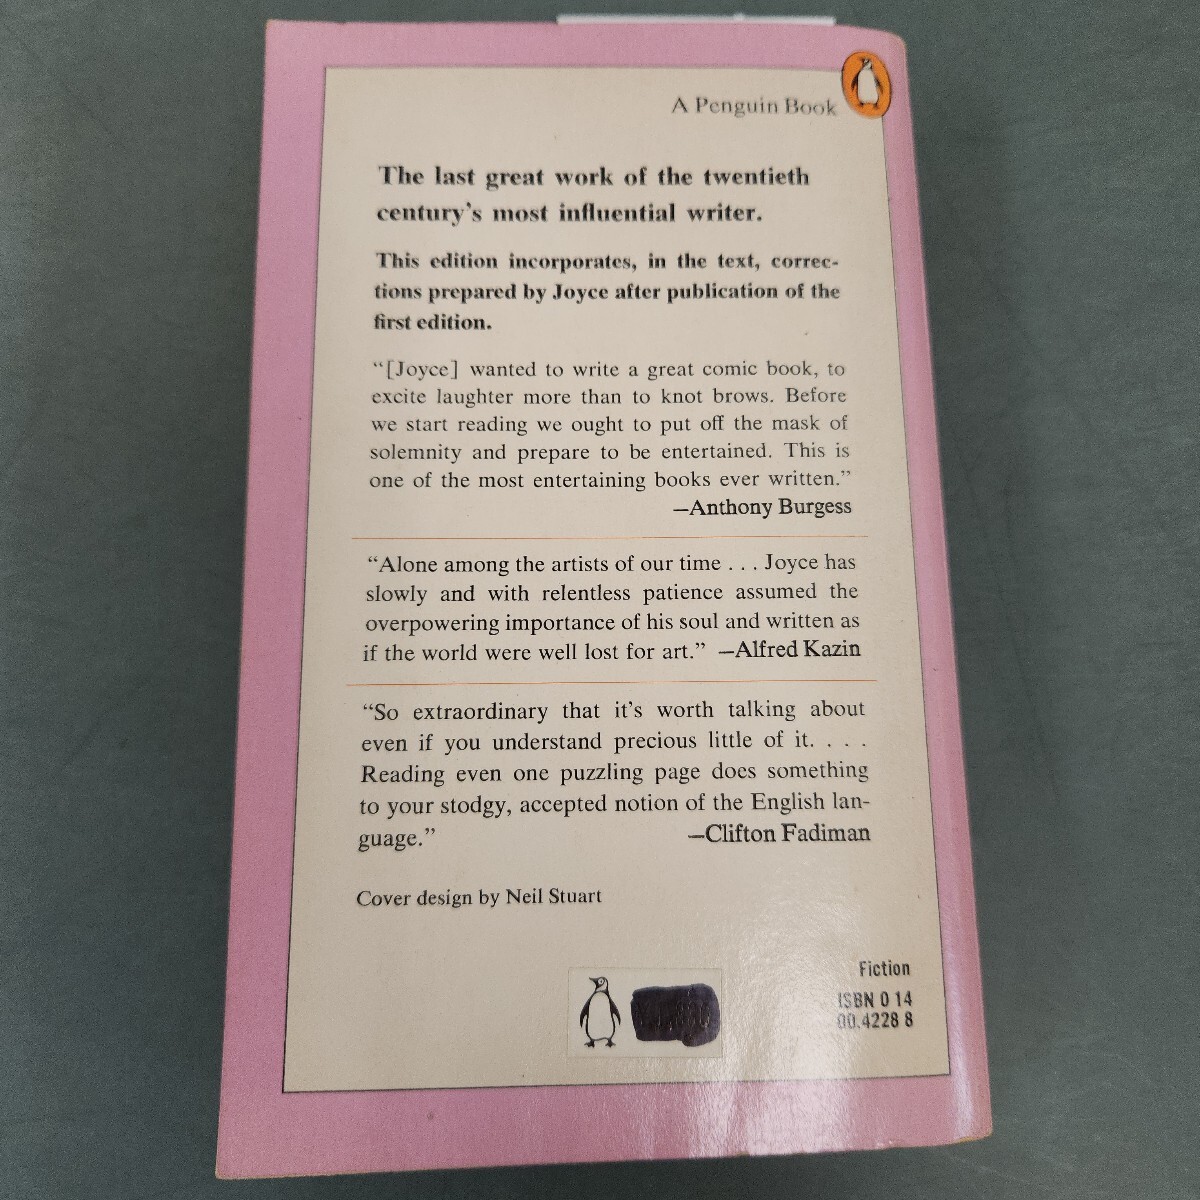 A Penguin Book
The last great work of the twentieth
century's most influential writer.
This edition incorporates, in the text, correc-
tions prepared by Joyce after publication of the
first edition.
“[Joyce] wanted to write a great comic book, to
excite laughter more than to knot brows. Before
we start reading we ought to put off the mask of
solemnity and prepare to be entertained. This is
one of the most entertaining books ever written.”
—Anthony Burgess
“Alone among the artists of our time . . . Joyce has
slowly and with relentless patience assumed the
overpowering importance of his soul and written as
if the world were well lost for art.” —Alfred Kazin
“So extraordinary that it's worth talking about
even if you understand precious little of it. . . .
Reading even one puzzling page does something
to your stodgy, accepted notion of the English lan-
guage.” —Clifton Fadiman
Cover design by Neil Stuart
Fiction
ISBN 0 14
00.4228 8